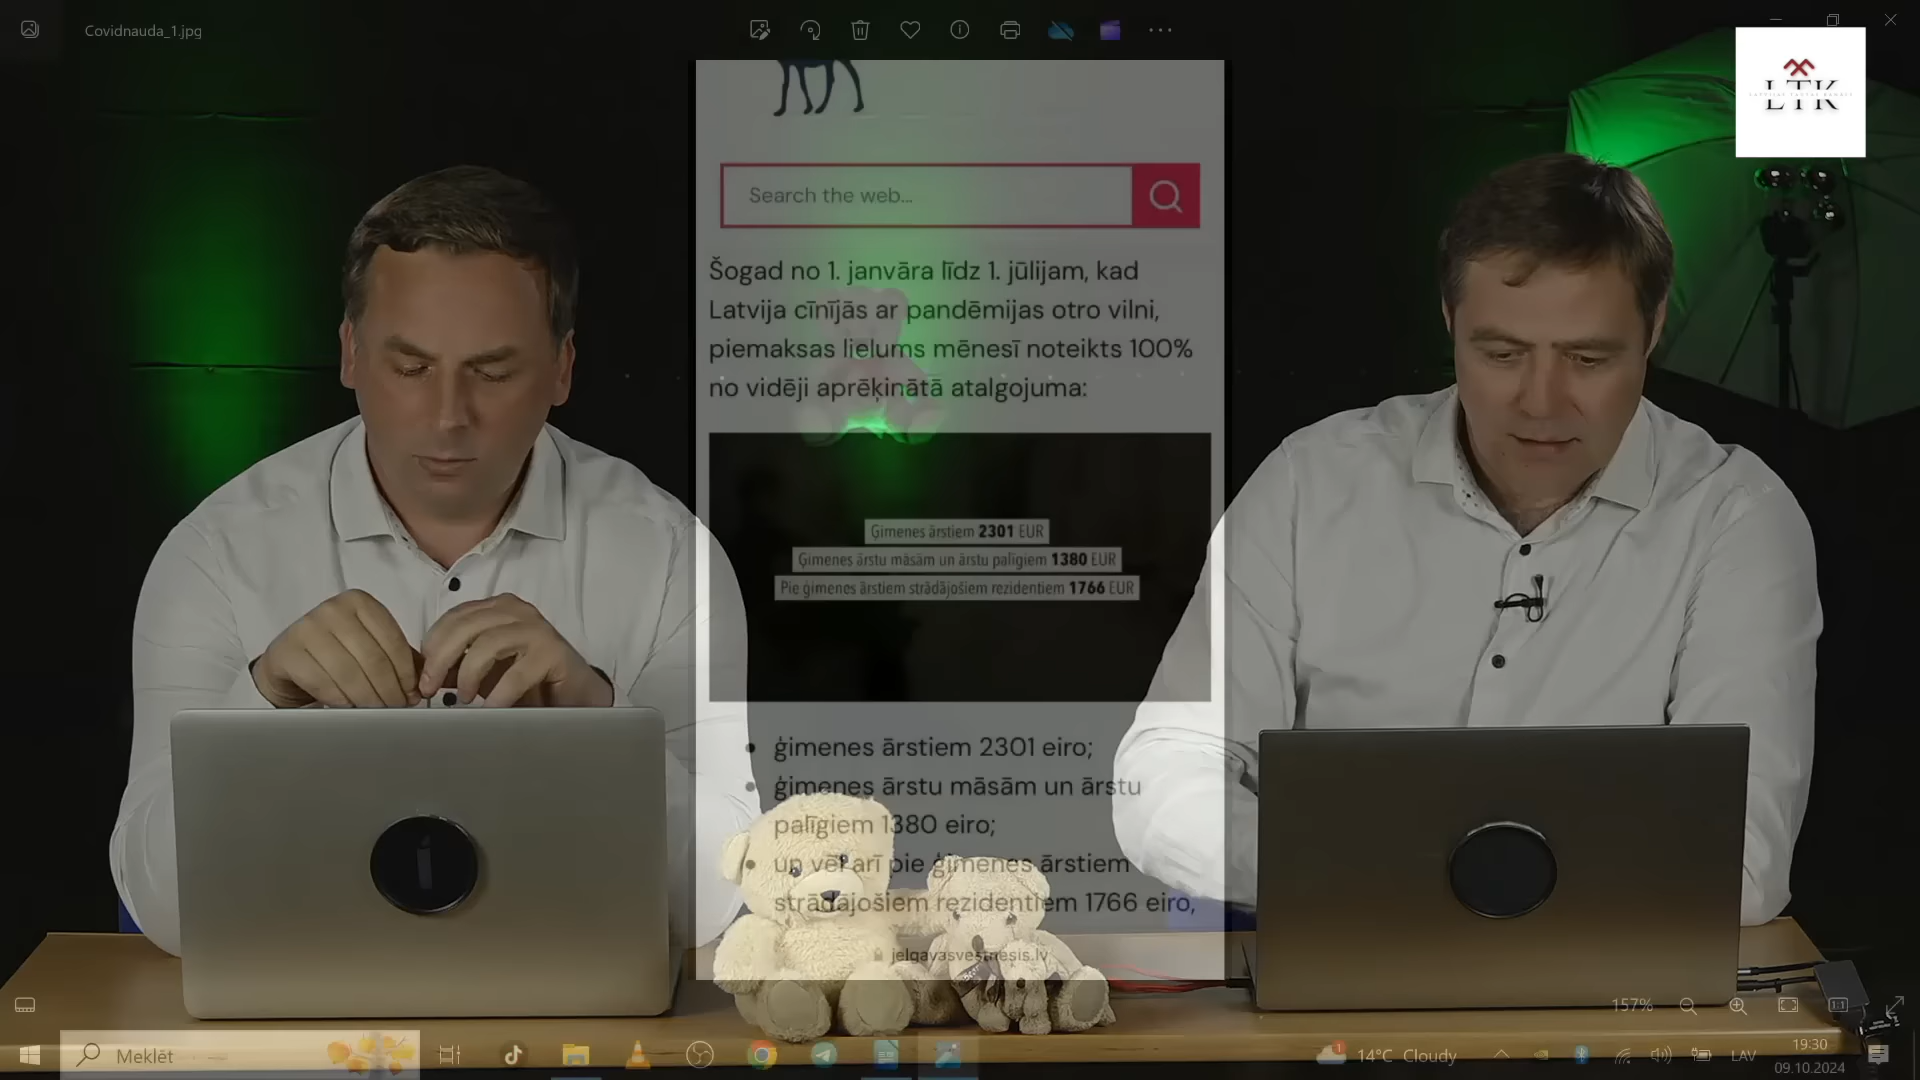 Covidnauda_1.jpg
LTK
Search the web...
Šogad no 1. janvāra līdz 1. jūlijam, kad
Latvija cīnījās ar pandēmijas otro vilni,
piemaksas lielums mēnesī noteikts 100%
no vidēji aprēķinātā atalgojuma:
Ģimenes ārstiem 2301 EUR
Ģimenes ārstu māsām un ārstu palīgiem 1380 EUR
Pie ģimenes ārstiem strādājošiem rezidentiem 1766 EUR
• ģimenes ārstiem 2301 eiro;
• ģimenes ārstu māsām un ārstu
palīgiem 1380 eiro;
• un vēl arī pie ģimenes ārstiem
strādājošiem rezidentiem 1766 eiro,
jelgavasvestnesis.lv
157%
1:1
Meklēt
1
14°C Cloudy
LAV
19:30
09.10.2024